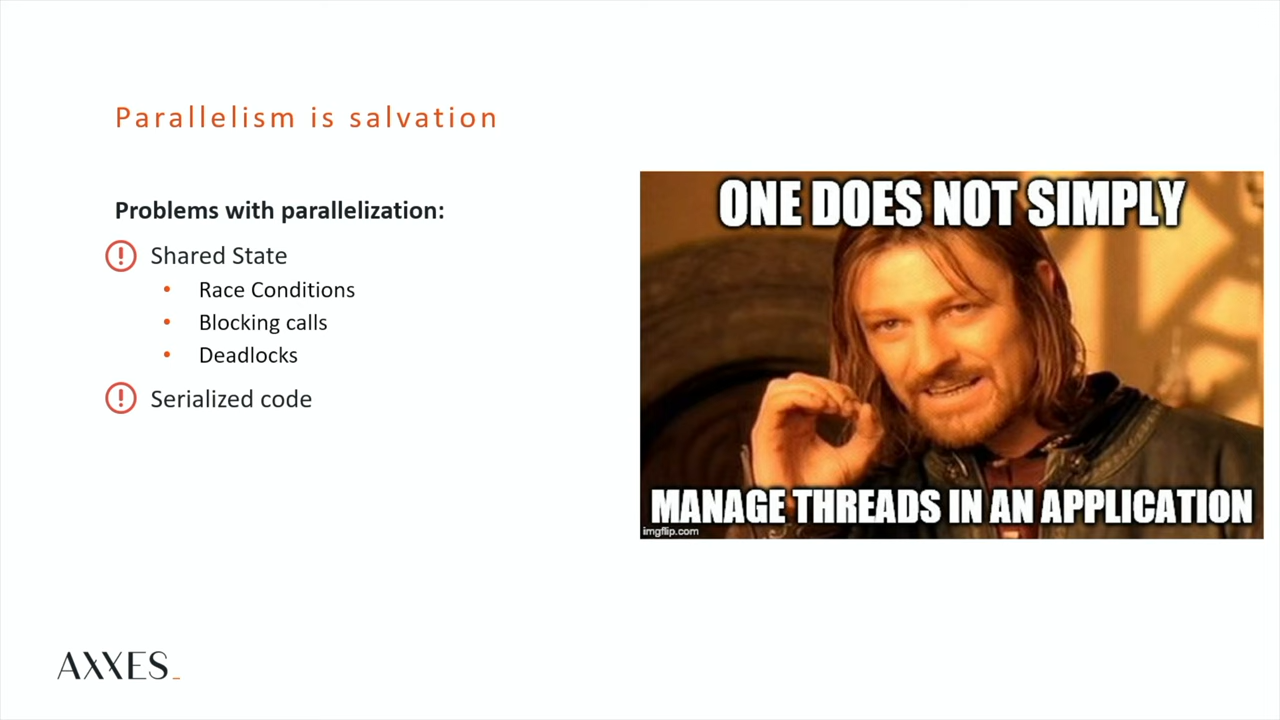 Parallelism is salvation
Problems with parallelization:
Shared State
• Race Conditions
• Blocking calls
• Deadlocks
Serialized code
ONE DOES NOT SIMPLY
MANAGE THREADS IN AN APPLICATION
imgflip.com
AXXES_